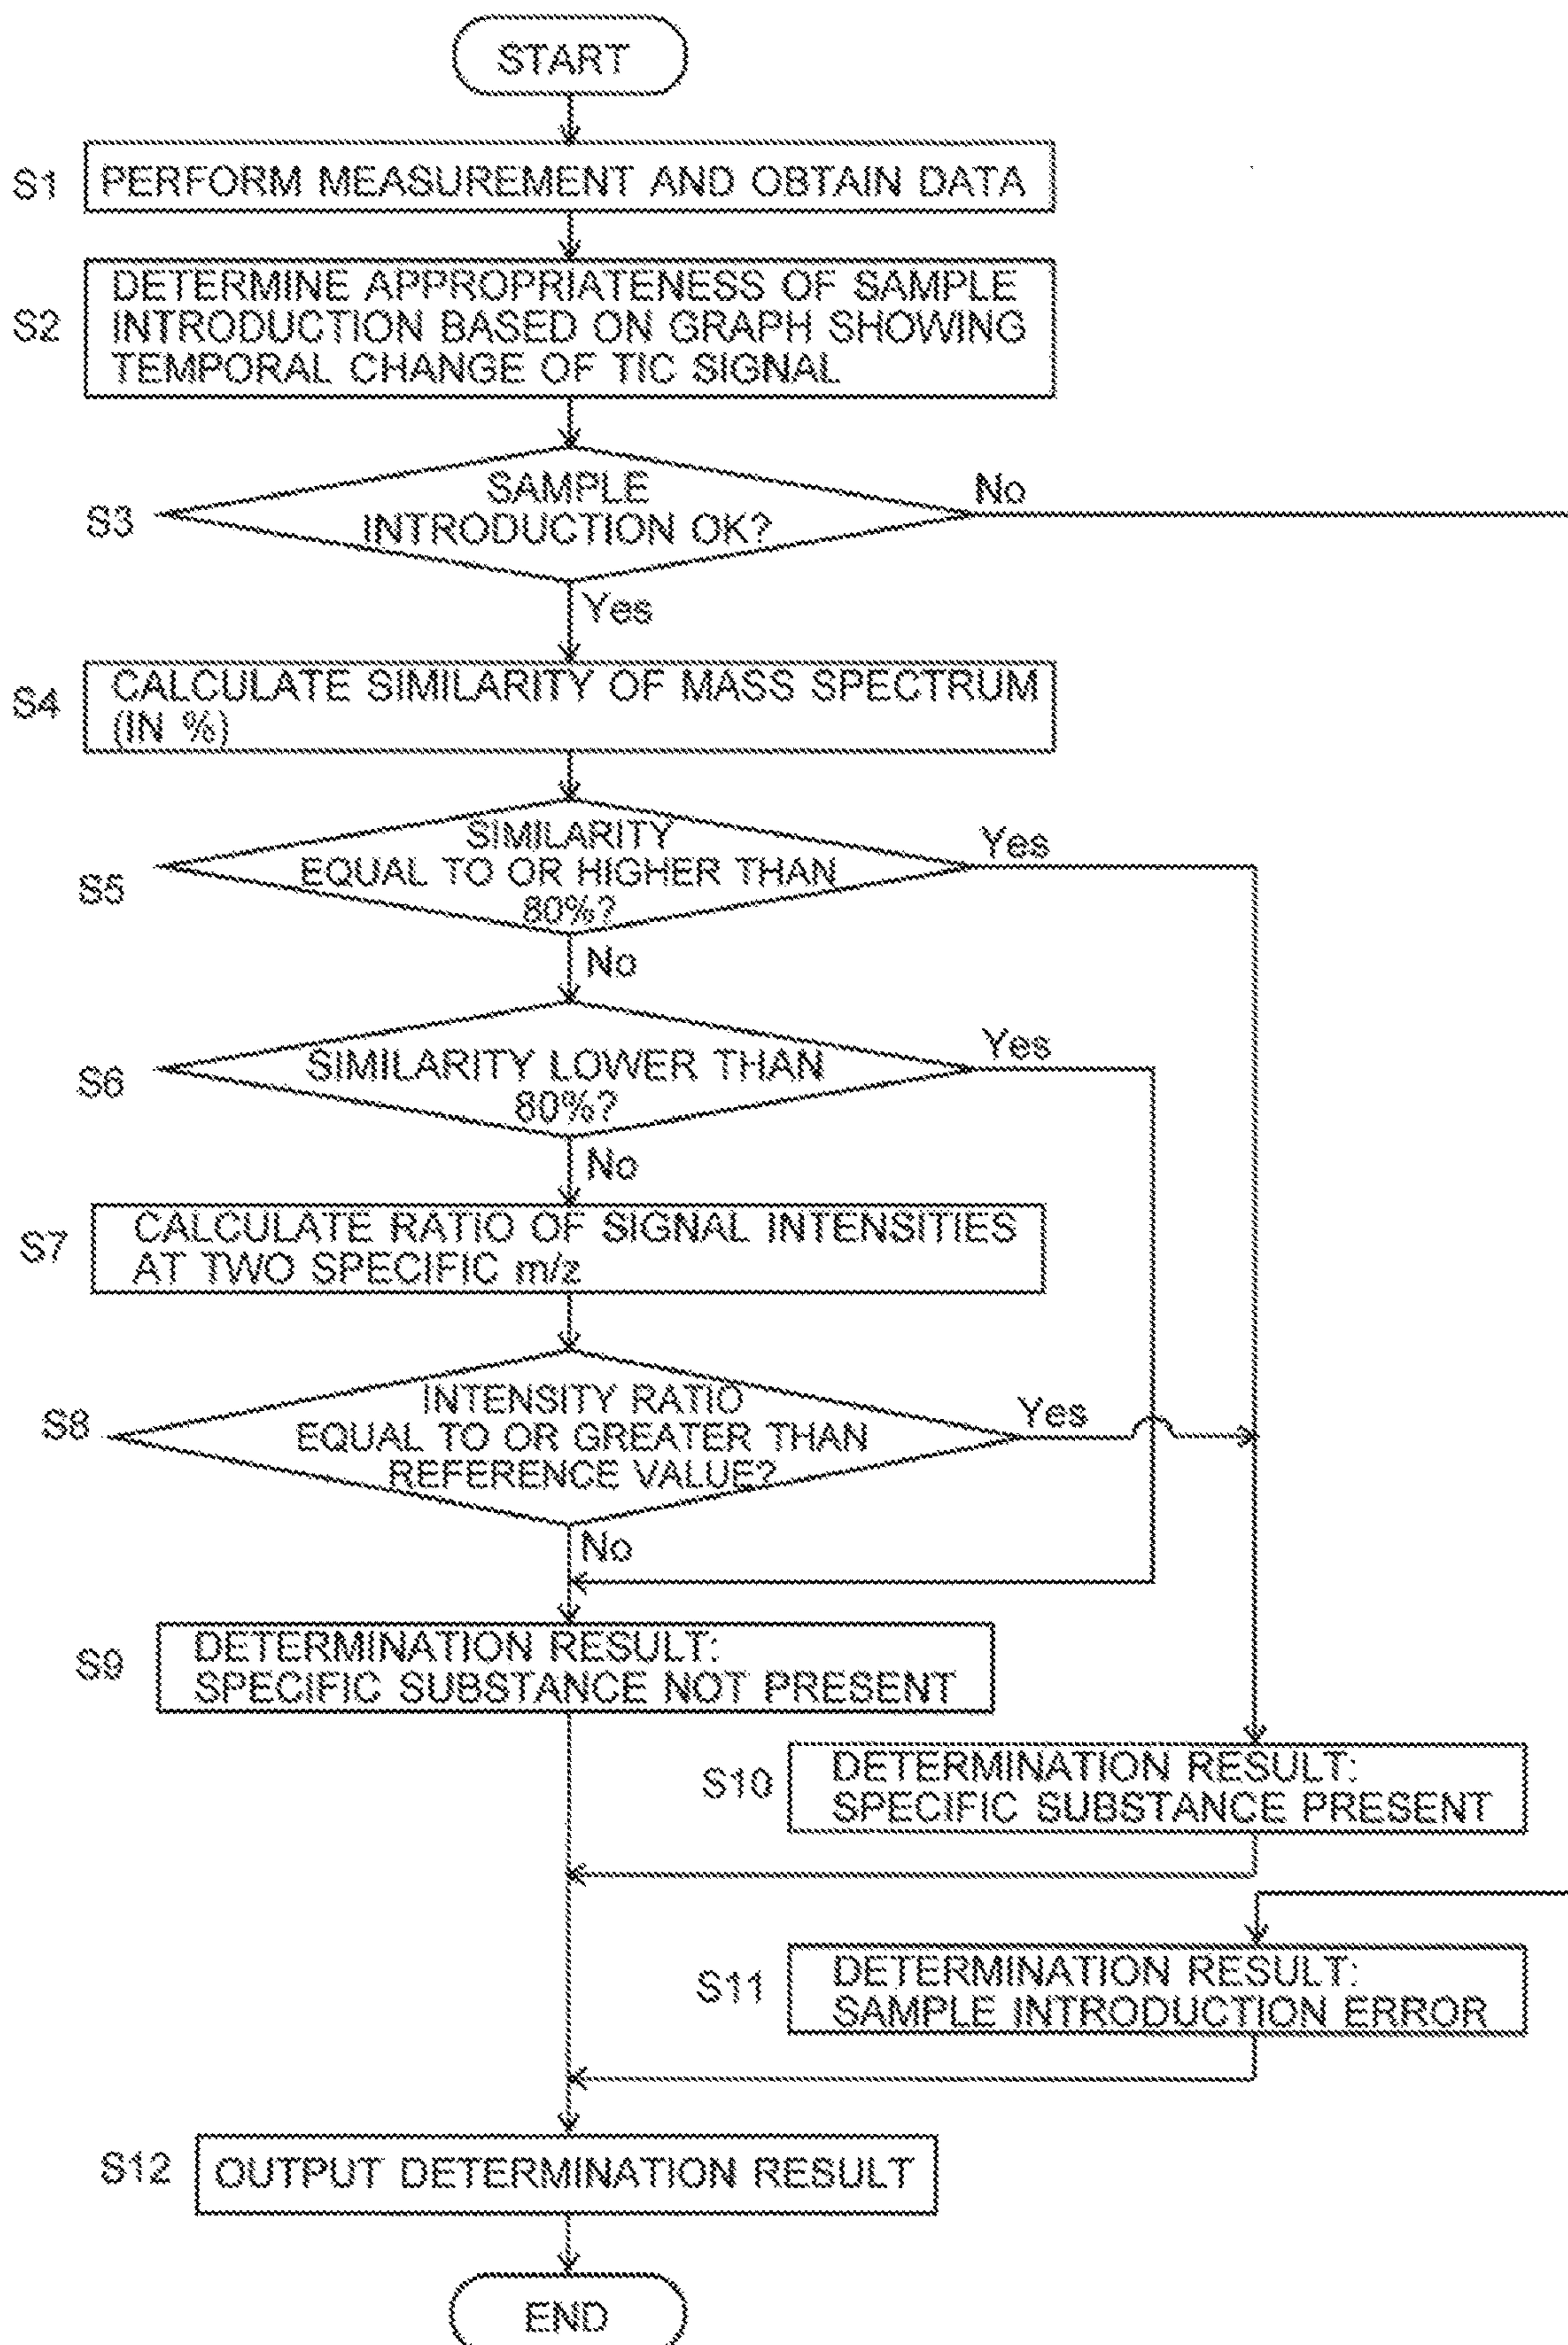 START
S1
PERFORM MEASUREMENT AND OBTAIN DATA
S2
DETERMINE APPROPRIATENESS OF SAMPLE
INTRODUCTION BASED ON GRAPH SHOWING
TEMPORAL CHANGE OF TIC SIGNAL
S3
SAMPLE
INTRODUCTION OK?
No
Yes
S4
CALCULATE SIMILARITY OF MASS SPECTRUM
(IN %)
S5
SIMILARITY
EQUAL TO OR HIGHER THAN
80%?
Yes
No
S6
SIMILARITY LOWER THAN
Yes
No
S7
CALCULATE RATIO OF SIGNAL INTENSITIES
AT TWO SPECIFIC m/z
S8
INTENSITY RATIO
EQUAL TO OR GREATER THAN
REFERENCE VALUE?
Yes
No
S9
DETERMINATION RESULT:
SPECIFIC SUBSTANCE NOT PRESENT
S10
DETERMINATION RESULT:
SPECIFIC SUBSTANCE PRESENT
S11
DETERMINATION RESULT:
SAMPLE INTRODUCTION ERROR
S12
OUTPUT DETERMINATION RESULT
END